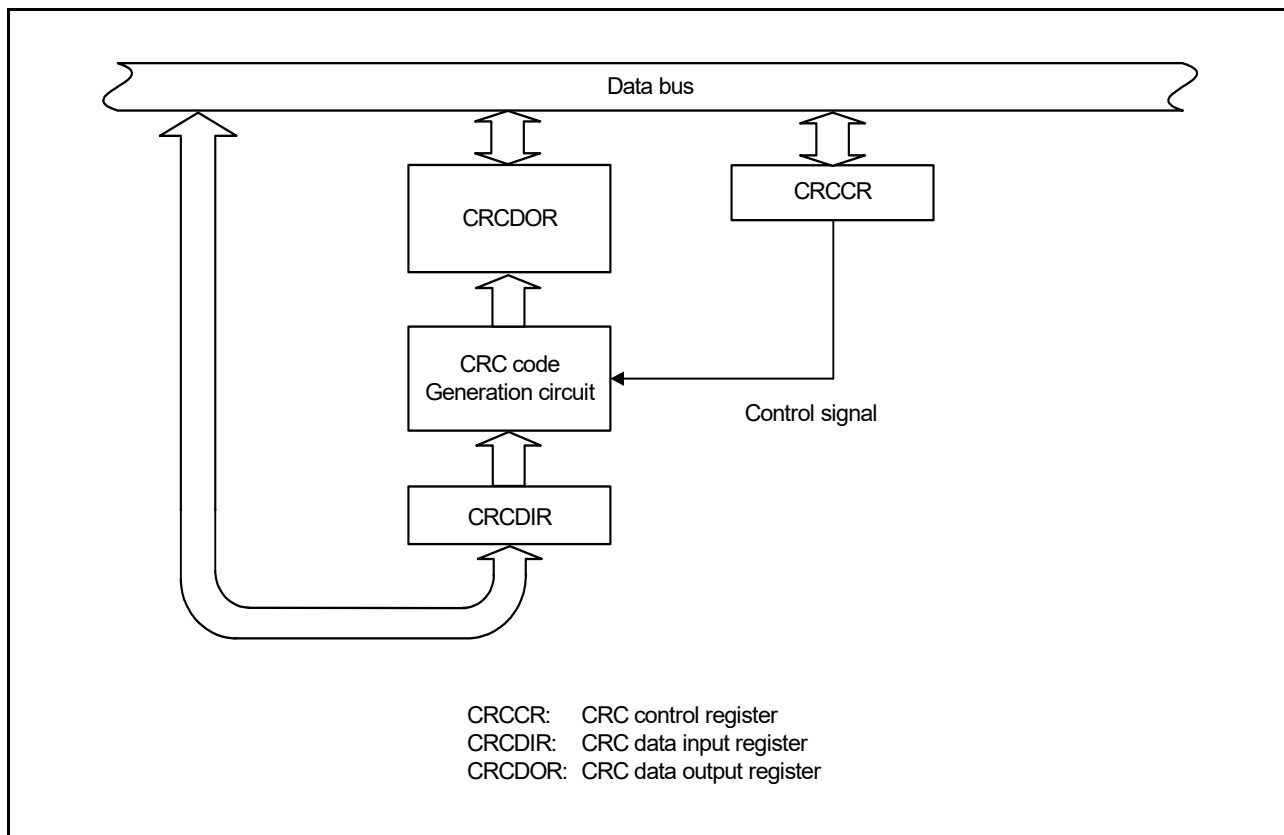 Data bus
CRCDOR
CRCCR
CRC code
Generation circuit
Control signal
CRCDIR
CRCCR: CRC control register
CRCDIR: CRC data input register
CRCDOR: CRC data output register